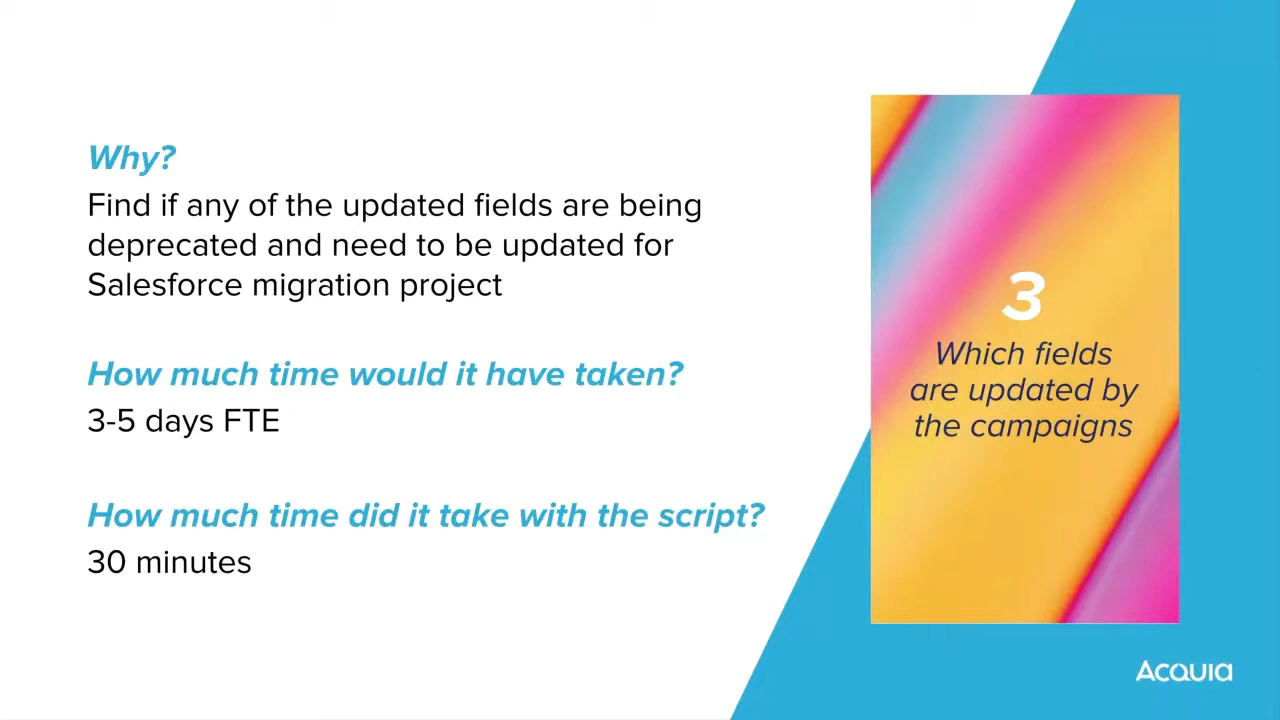 Why?
Find if any of the updated fields are being
deprecated and need to be updated for
Salesforce migration project
How much time would it have taken?
3-5 days FTE
How much time did it take with the script?
30 minutes
3
Which fields
are updated by
the campaigns
Acquia